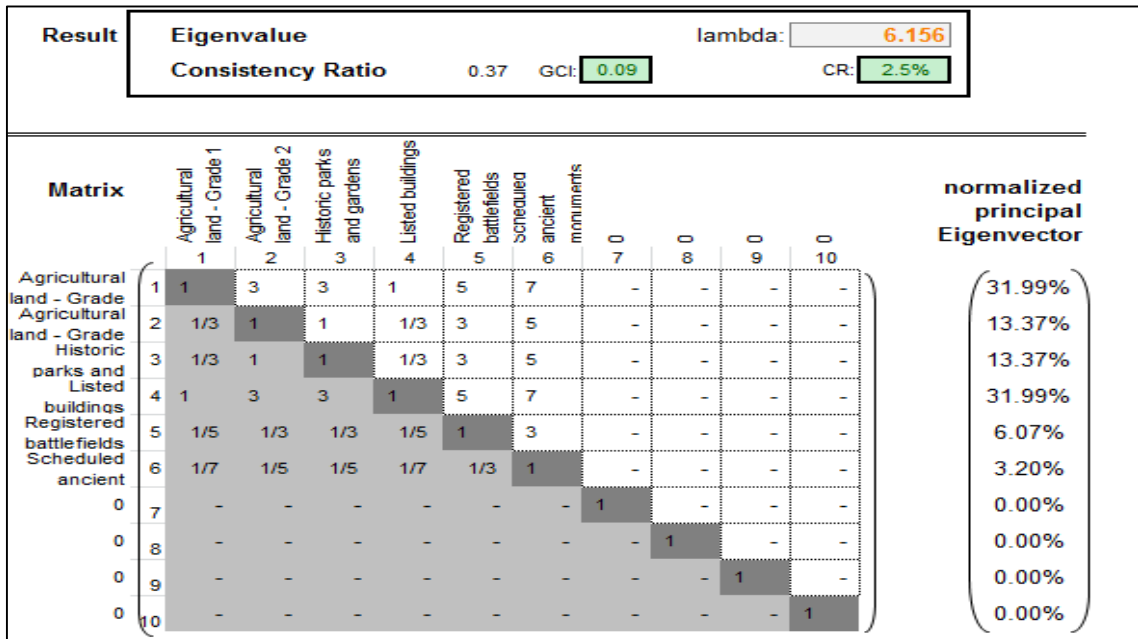 Result Eigenvalue lambda: 6.156
Consistency Ratio 0.37 GCI: 0.09 CR: 2.5%
Matrix
Agricultural
land - Grade 1
Agricultural
land - Grade 2
Historic parks
and gardens
Listed buildings
Registered
battlefields
Scheduled
ancient
monuments
0
0
0
0
normalized
principal
Eigenvector
1 2 3 4 5 6 7 8 9 10
Agricultural
land - Grade
1 1 3 3 1 5 7 - - - - 31.99%
Agricultural
land - Grade
2 1/3 1 1 1/3 3 5 - - - - 13.37%
Historic
parks and
3 1/3 1 1 1/3 3 5 - - - - 13.37%
Listed
buildings
4 1 3 3 1 5 7 - - - - 31.99%
Registered
battlefields
5 1/5 1/3 1/3 1/5 1 3 - - - - 6.07%
Scheduled
ancient
6 1/7 1/5 1/5 1/7 1/3 1 - - - - 3.20%
0 7 - - - - - - 1 - - - 0.00%
0 8 - - - - - - - 1 - - 0.00%
0 9 - - - - - - - - 1 - 0.00%
0 10 - - - - - - - - - 1 0.00%